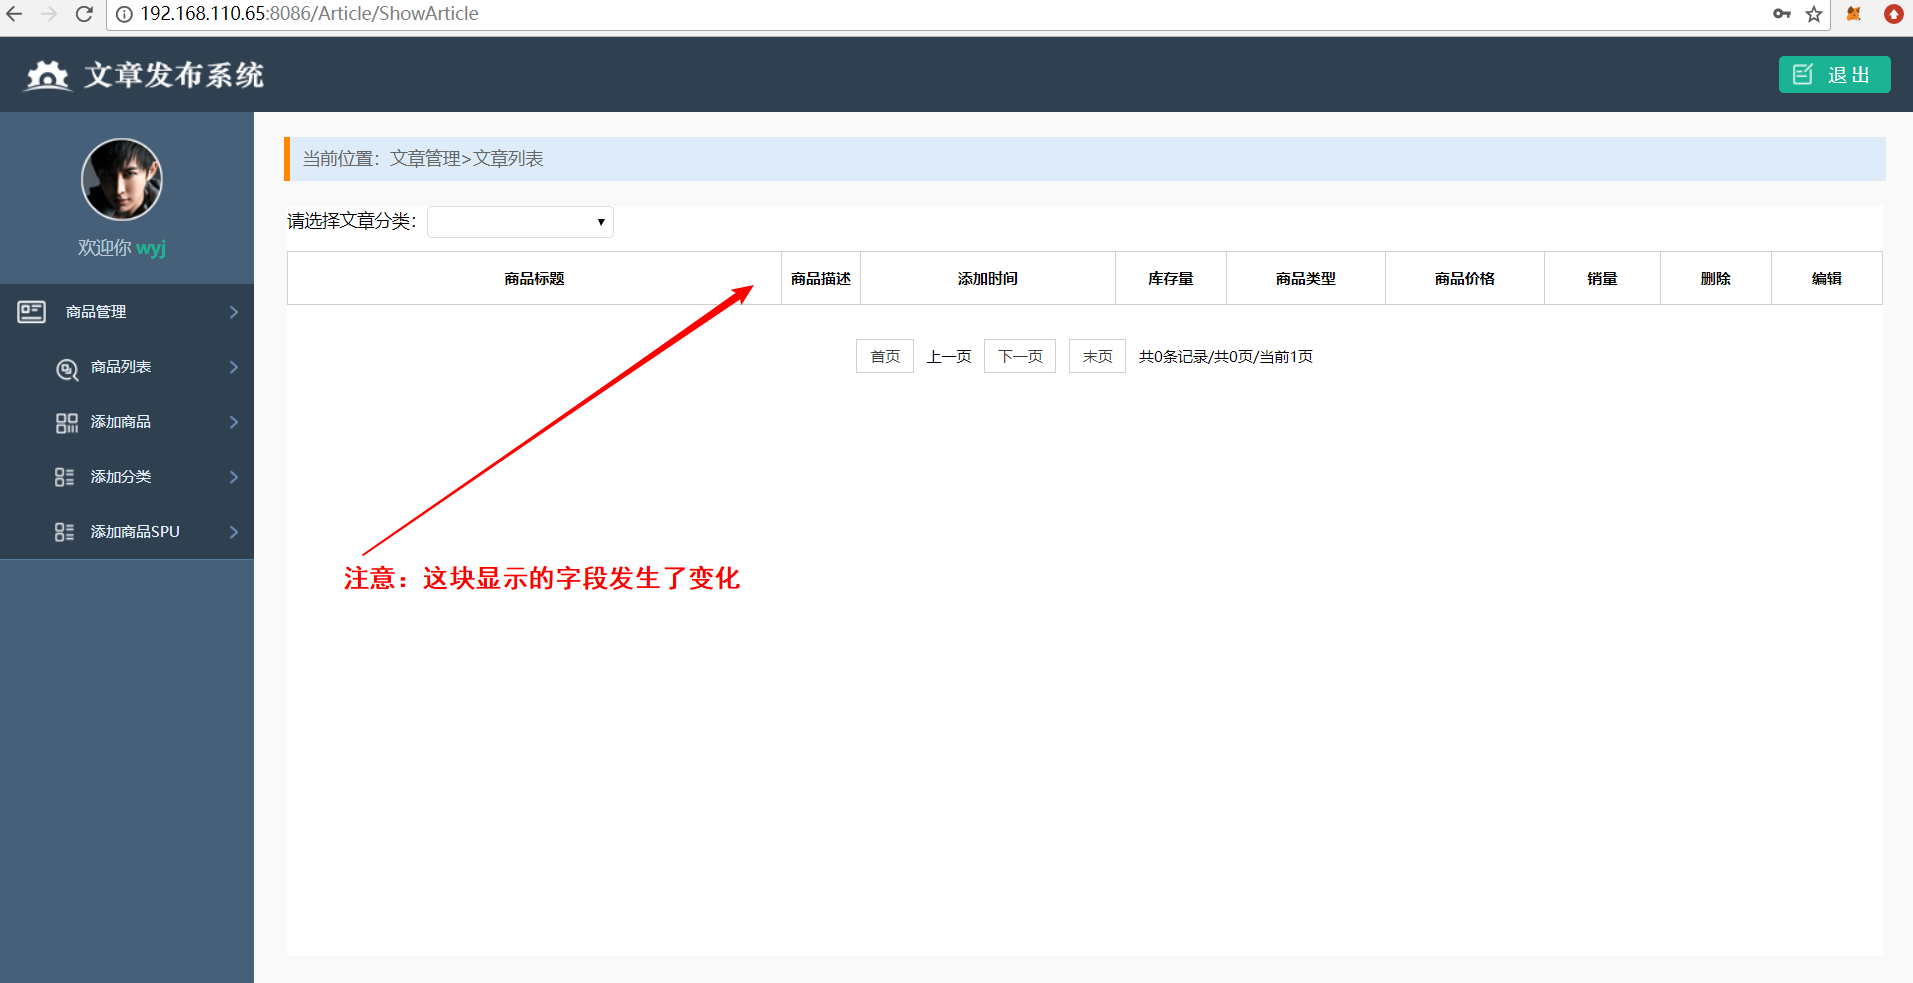 192.168.110.65:8086/Article/ShowArticle
文章发布系统
退出
欢迎你 wyj
商品管理
商品列表
添加商品
添加分类
添加商品SPU
当前位置：文章管理>文章列表
请选择文章分类：
商品标题 商品描述 添加时间 库存量 商品类型 商品价格 销量 删除 编辑
首页 上一页 下一页 末页 共0条记录/共0页/当前1页
注意：这块显示的字段发生了变化